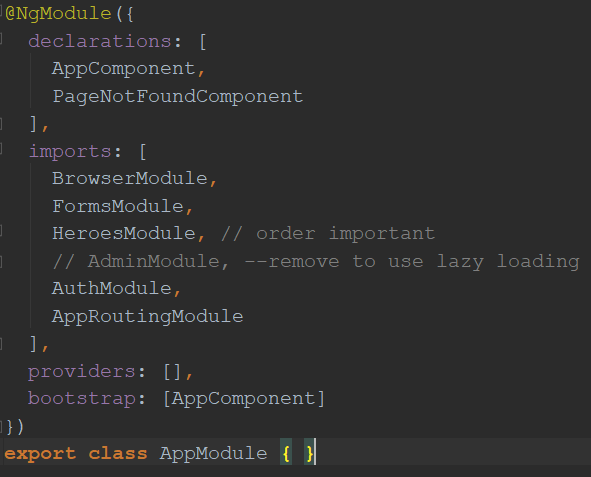 @NgModule({
declarations: [
AppComponent,
PageNotFoundComponent
],
imports: [
BrowserModule,
FormsModule,
HeroesModule, // order important
// AdminModule, --remove to use lazy loading
AuthModule,
AppRoutingModule
],
providers: [],
bootstrap: [AppComponent]
})
export class AppModule { }